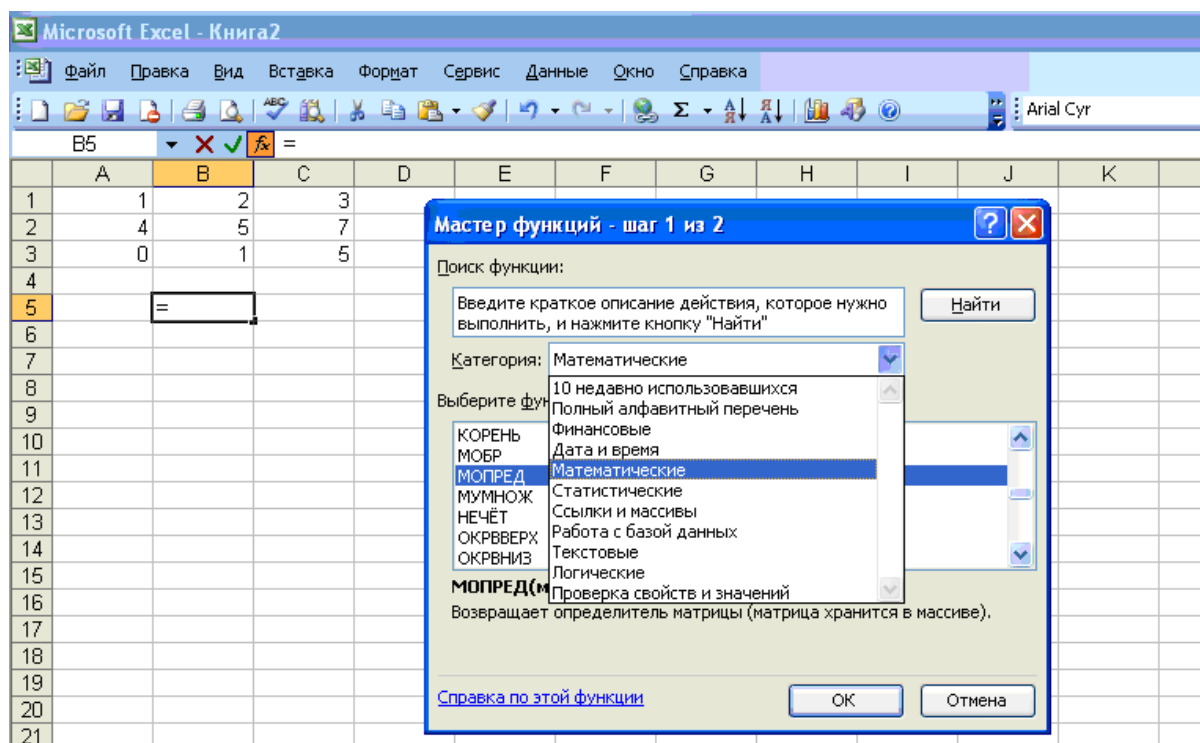 Microsoft Excel - Книга2
Файл Правка Вид Вставка Формат Сервис Данные Окно Справка
ABC Σ А Я Я А ? Arial Cyr
B5 fx =
A B C D E F G H I J K
1 1 2 3
2 4 5 7
3 0 1 5
4
5 =
6
7
8
9
10
11
12
13
14
15
16
17
18
19
20
21
Мастер функций - шаг 1 из 2
Поиск функции:
Введите краткое описание действия, которое нужно
выполнить, и нажмите кнопку "Найти"
Найти
Категория: Математические
10 недавно использовавшихся
Полный алфавитный перечень
Финансовые
Дата и время
Математические
Статистические
Ссылки и массивы
Работа с базой данных
Текстовые
Логические
Проверка свойств и значений
Выберите фун
КОРЕНЬ
МОБР
МОПРЕД
МУМНОЖ
НЕЧЁТ
ОКРВВЕРХ
ОКРВНИЗ
МОПРЕД(м
Возвращает определитель матрицы (матрица хранится в массиве).
Справка по этой функции
ОК Отмена